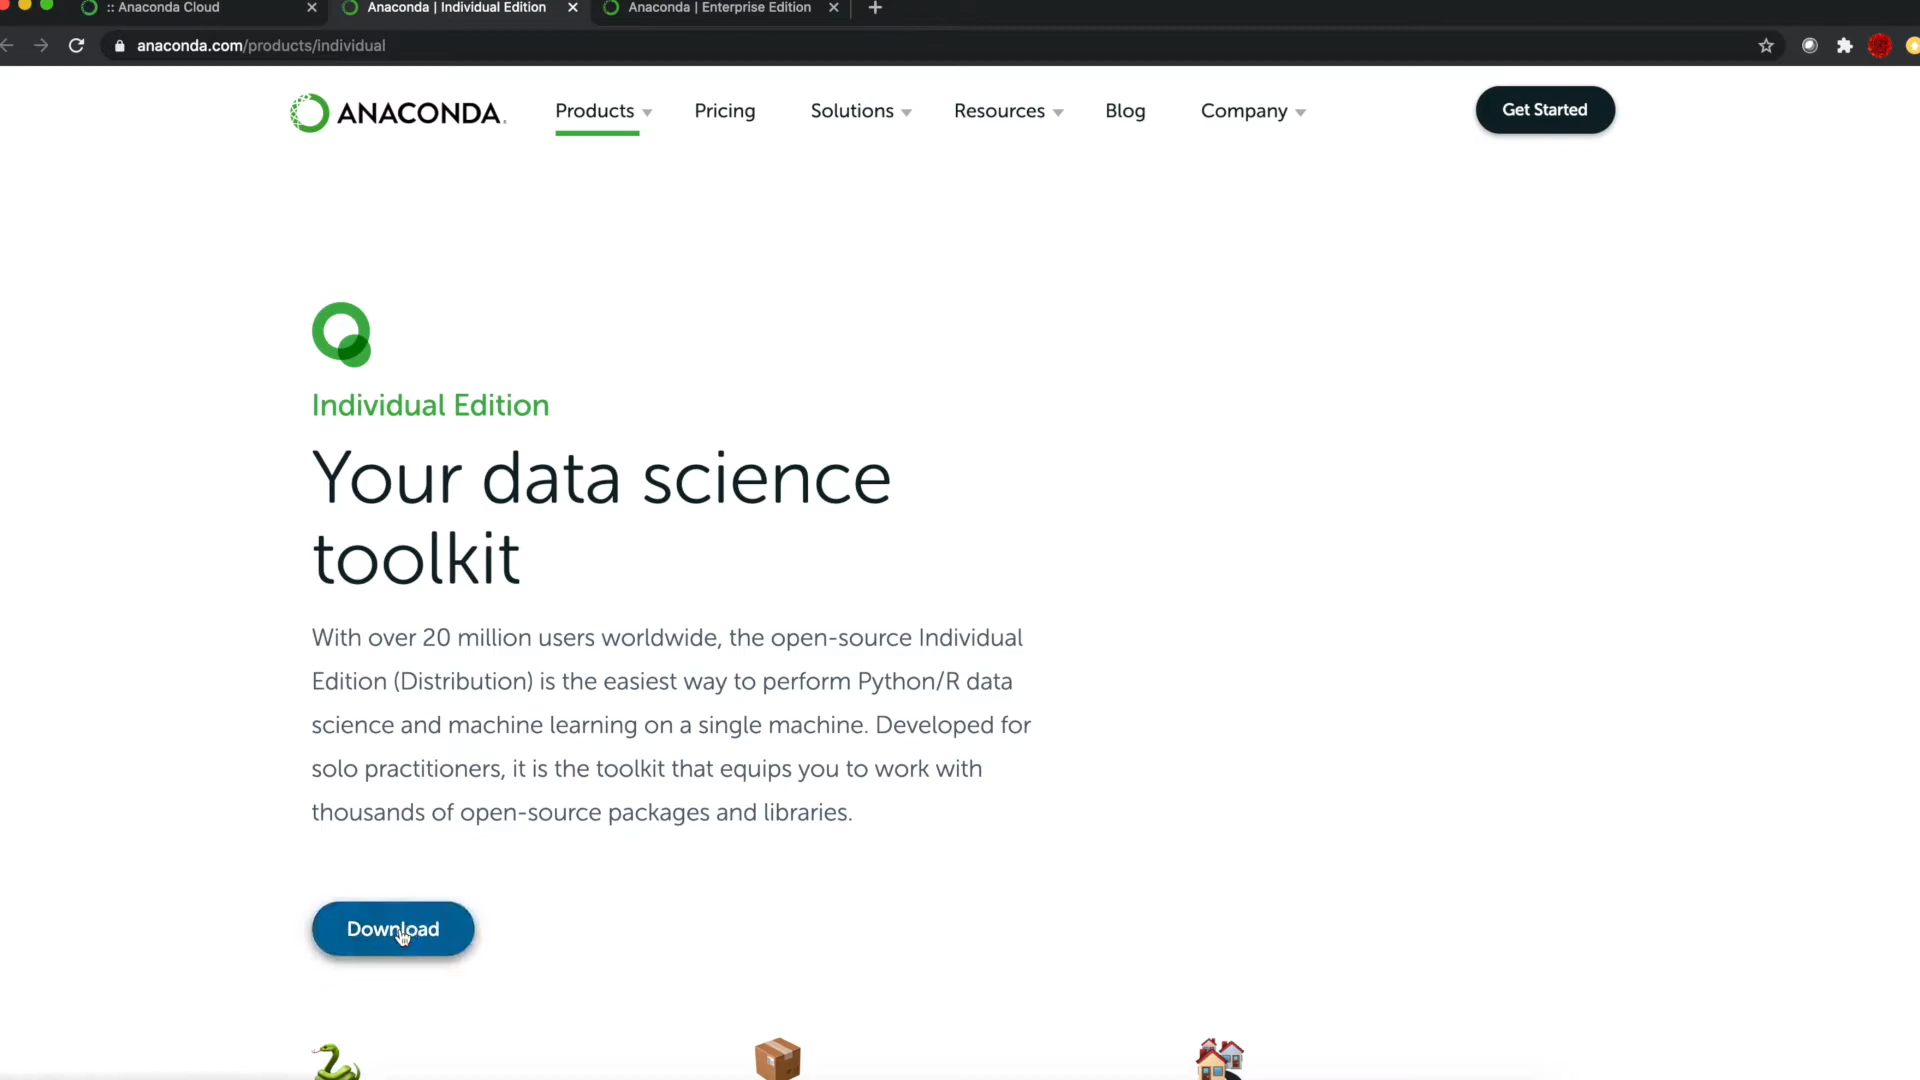 :: Anaconda Cloud
Anaconda | Individual Edition
Anaconda | Enterprise Edition
anaconda.com/products/individual
ANACONDA.
Products
Pricing
Solutions
Resources
Blog
Company
Get Started
Individual Edition
Your data science
toolkit
With over 20 million users worldwide, the open-source Individual
Edition (Distribution) is the easiest way to perform Python/R data
science and machine learning on a single machine. Developed for
solo practitioners, it is the toolkit that equips you to work with
thousands of open-source packages and libraries.
Download